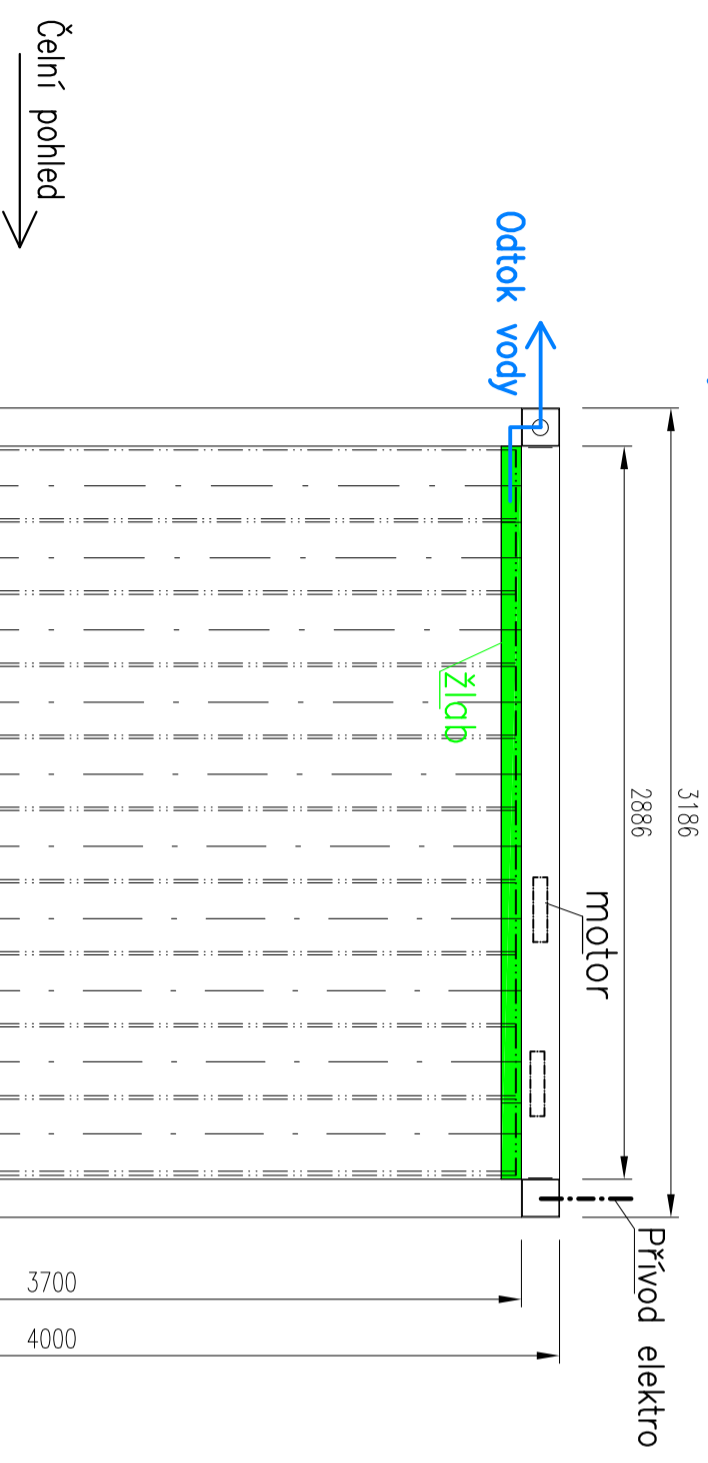 Čelní pohled
Odtok vody
žlab
3186
2886
motor
Přívod elektro
3700
4000